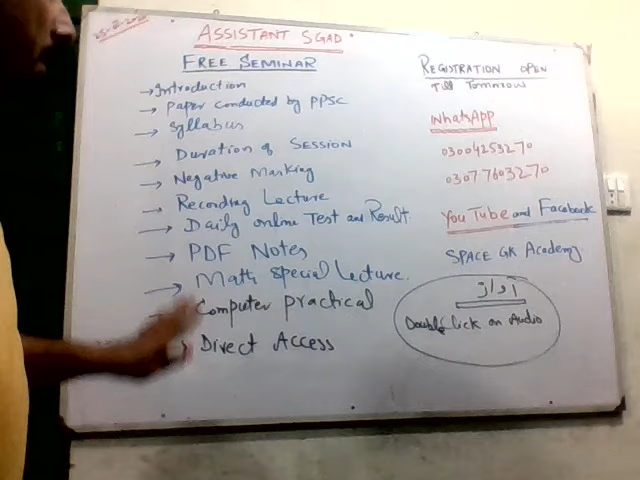 ASSISTANT SGAD
FREE SEMINAR
→ Introduction
→ Paper conducted by PPSC
→ Syllabus
→ Duration of SESSION
→ Negative Marking
→ Recording Lecture
→ Daily online Test and Result
→ PDF Notes
→ Math special Lecture.
→ Computer practical
→ Direct Access
REGISTRATION OPEN
Till Tomorrow
WhatsApp
03004253270
03077603270
YouTube and Facebook
SPACE GK Academy
آواز
Double Click on Audio